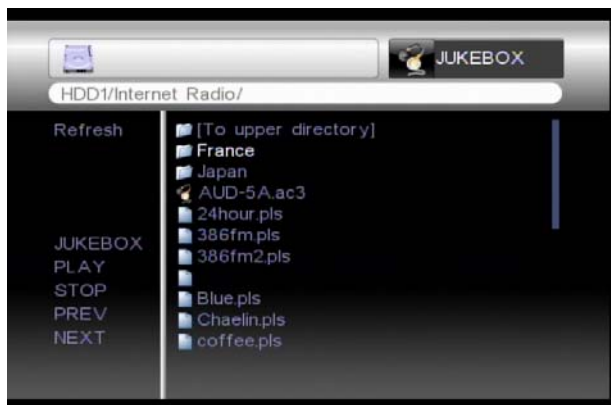 JUKEBOX
HDD1/Internet Radio/
Refresh
JUKEBOX
PLAY
STOP
PREV
NEXT
[To upper directory]
France
Japan
AUD-5A.ac3
24hour.pls
386fm.pls
386fm2.pls
Blue.pls
Chaelin.pls
coffee.pls